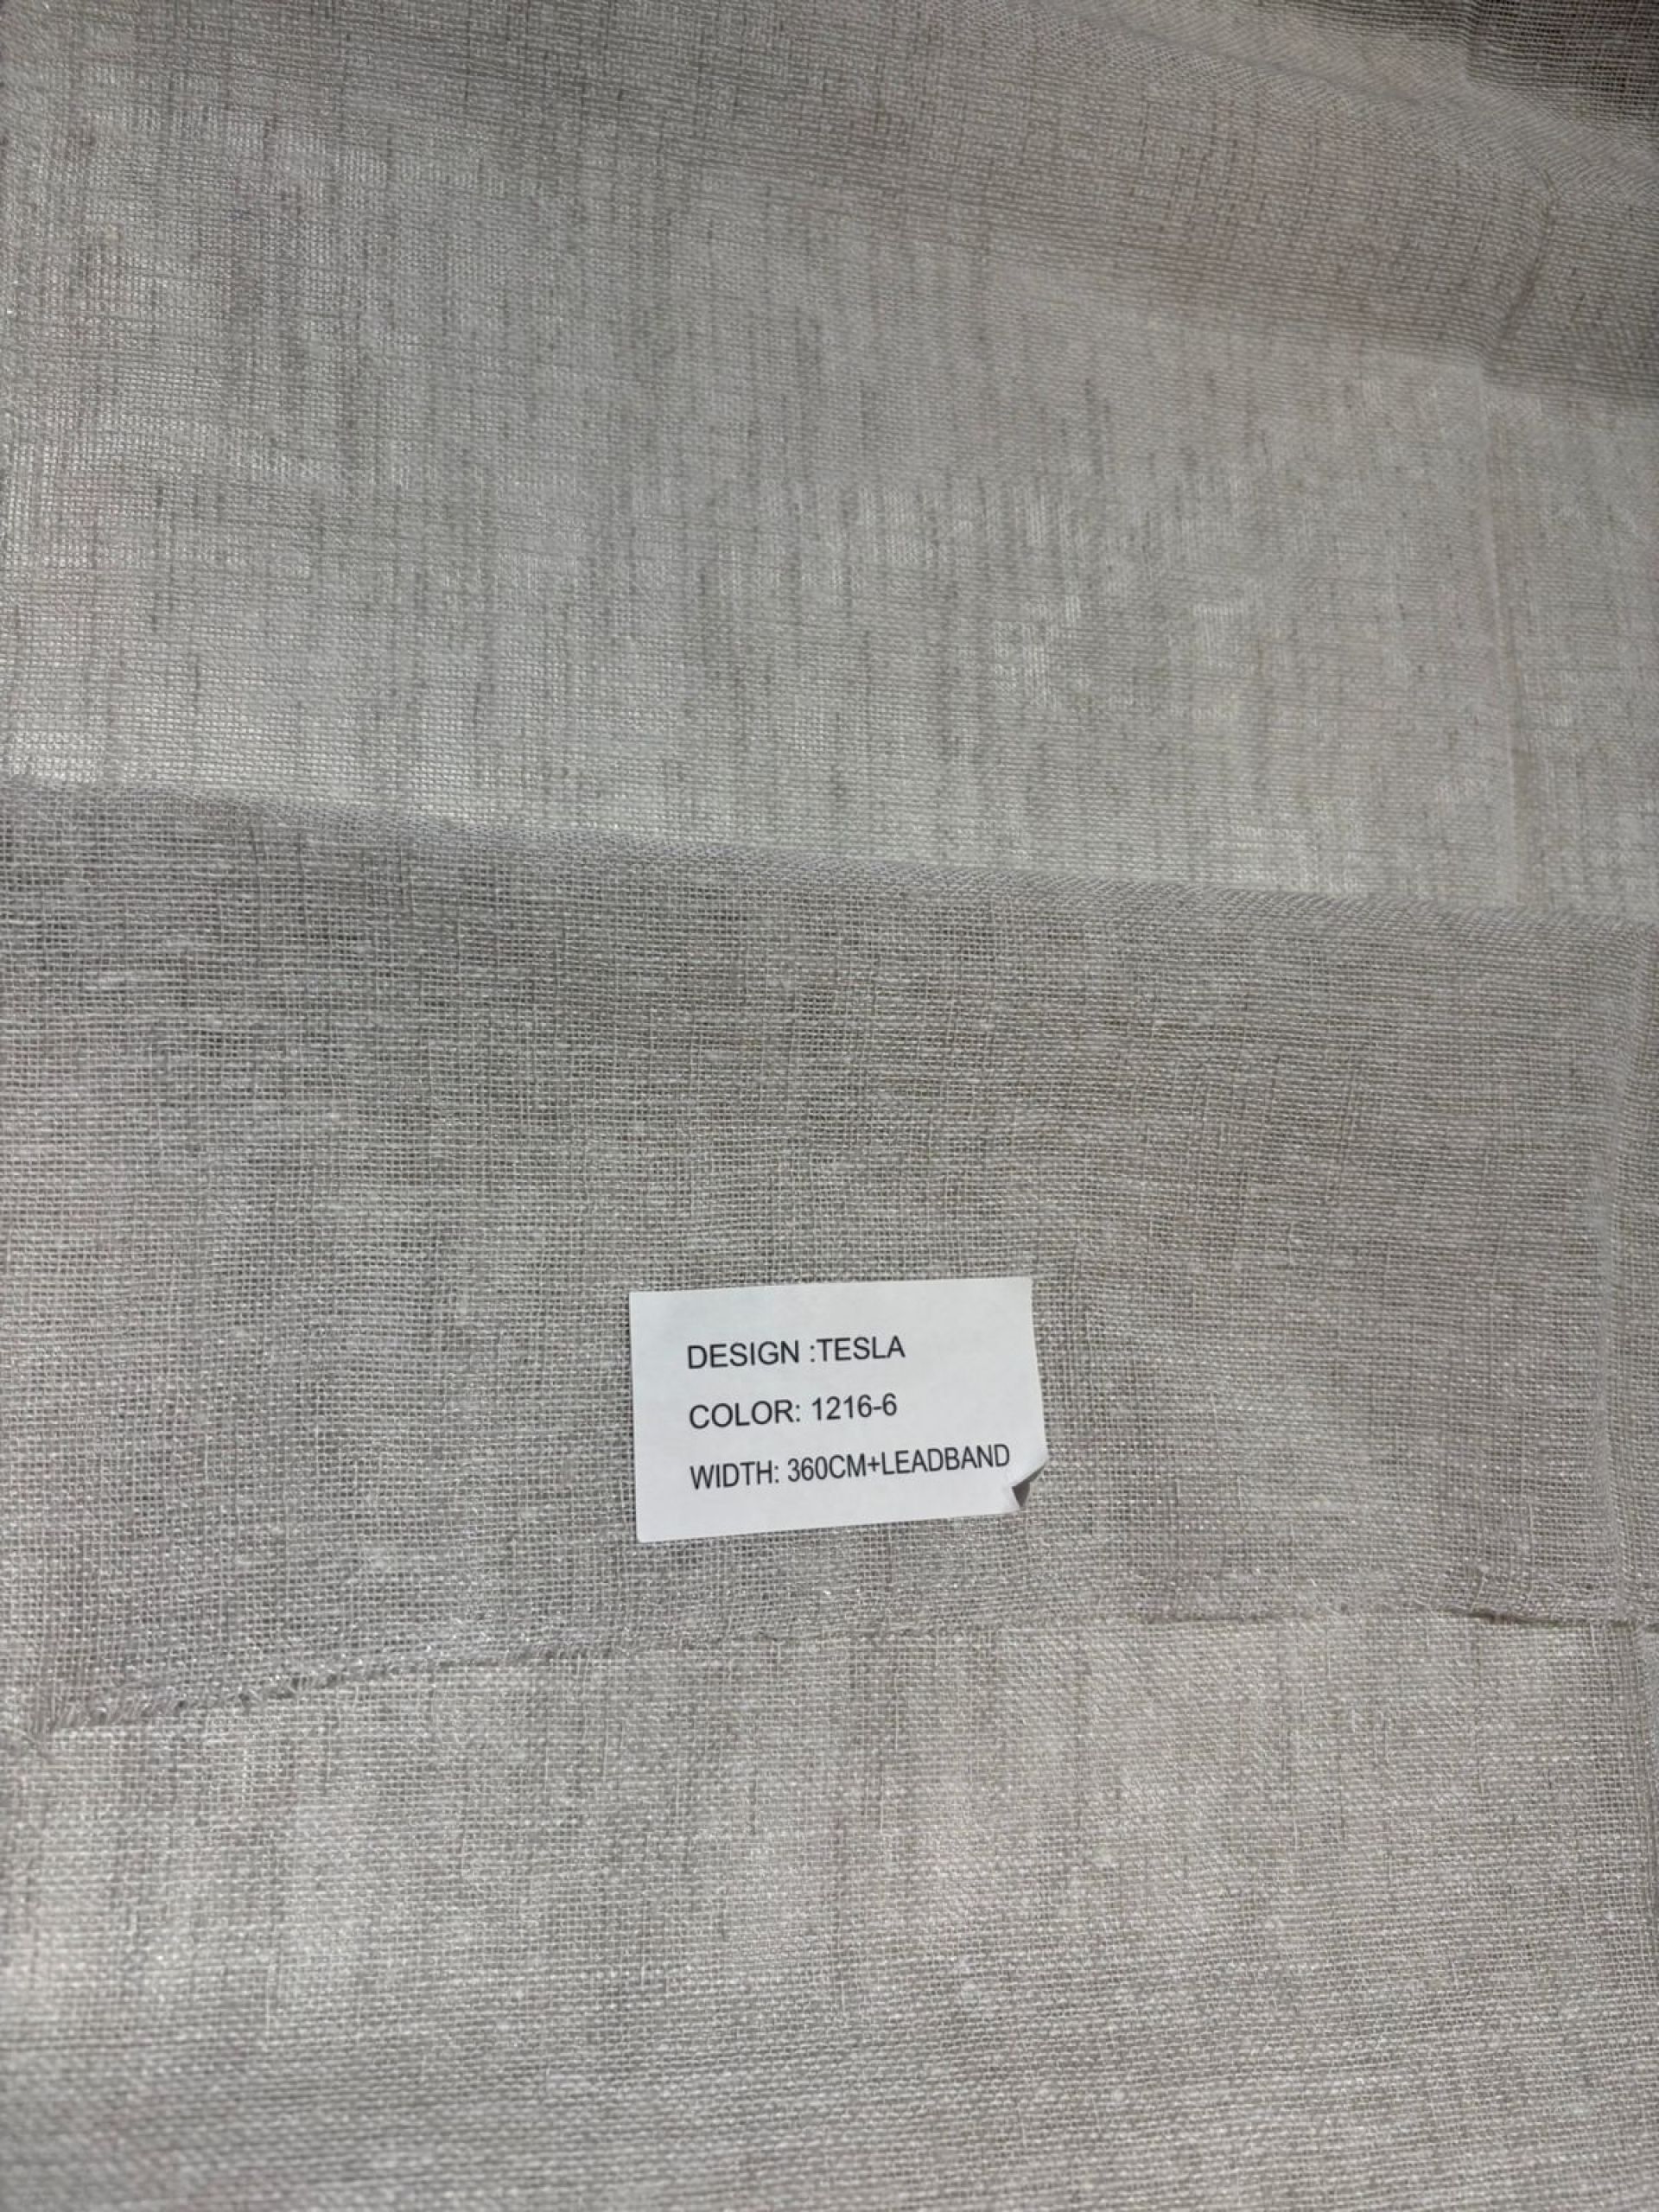 DESIGN :TESLA
COLOR: 1216-6
WIDTH: 360CM+LEADBAND